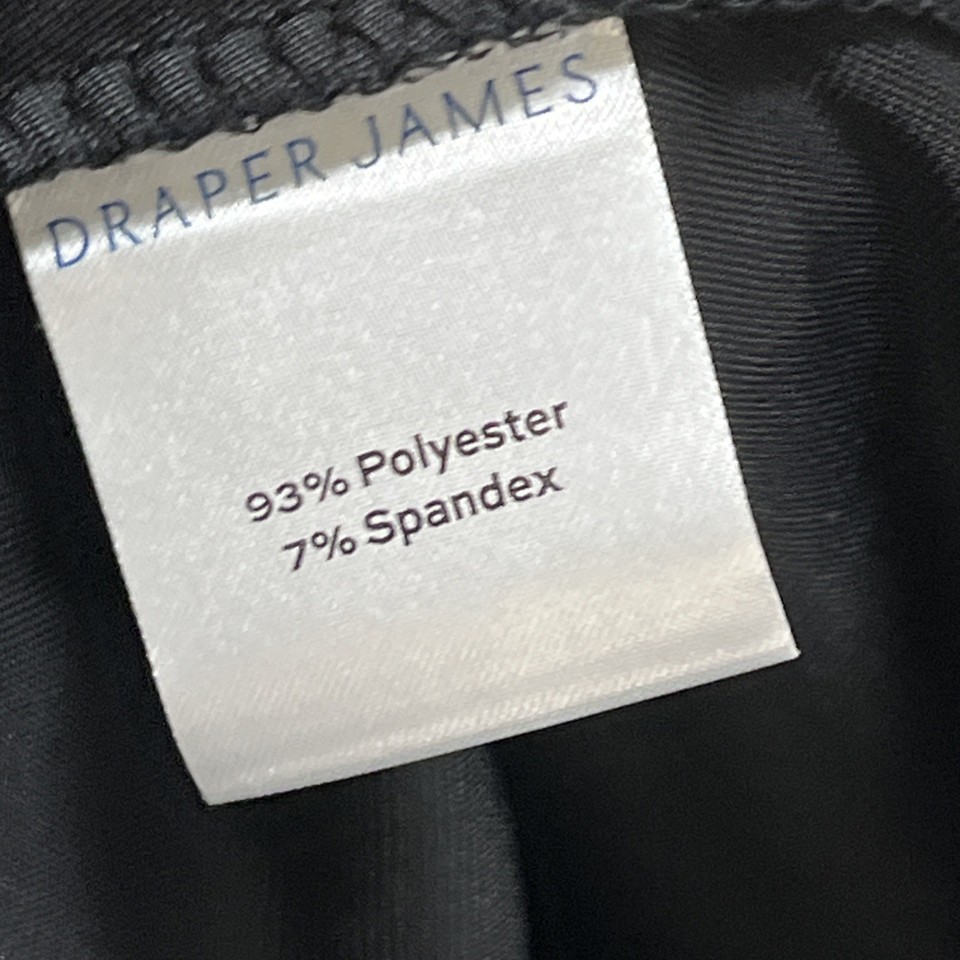 DRAPER JAMES
93% Polyester
7% Spandex